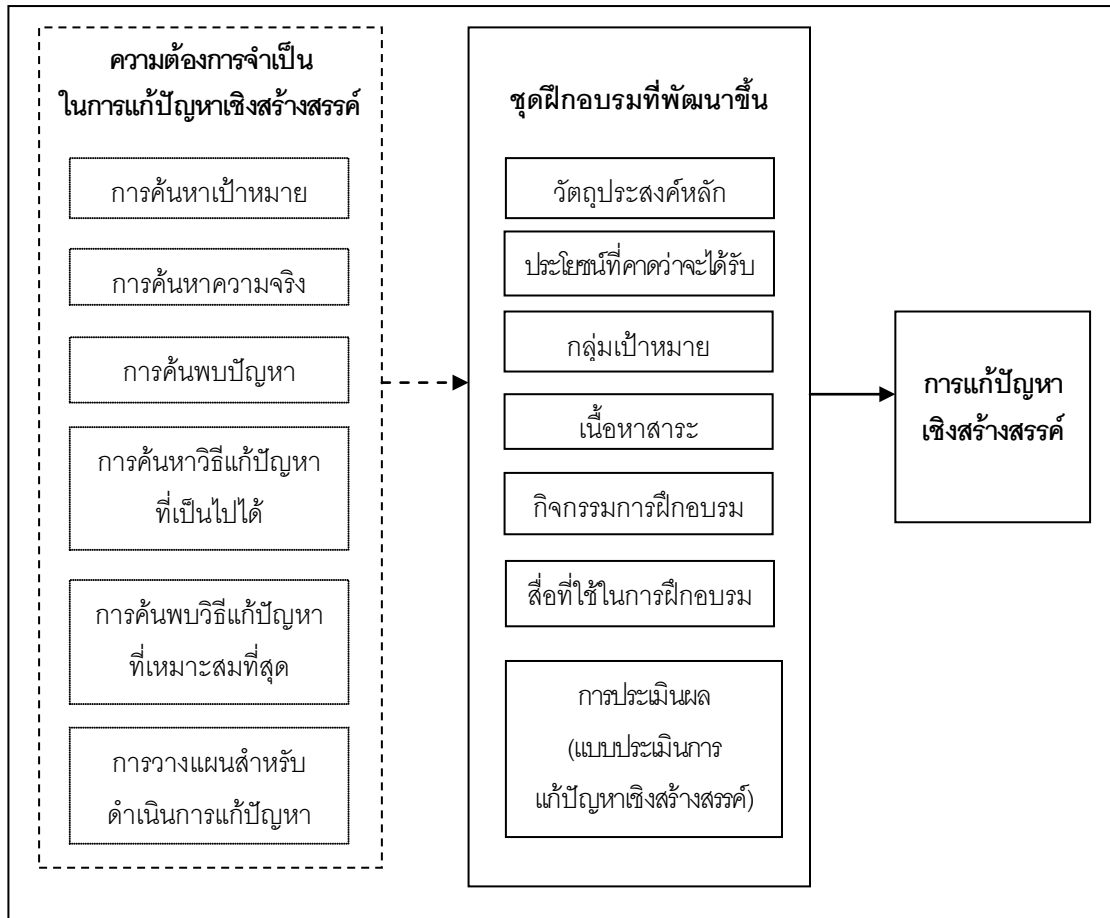 ความต้องการจำเป็น
ในการแก้ปัญหาเชิงสร้างสรรค์
การค้นหาเป้าหมาย
การค้นหาความจริง
การค้นพบปัญหา
การค้นหาวิธีแก้ปัญหา
ที่เป็นไปได้
การค้นพบวิธีแก้ปัญหา
ที่เหมาะสมที่สุด
การวางแผนสำหรับ
ดำเนินการแก้ปัญหา
ชุดฝึกอบรมที่พัฒนาขึ้น
วัตถุประสงค์หลัก
ประโยชน์ที่คาดว่าจะได้รับ
กลุ่มเป้าหมาย
เนื้อหาสาระ
กิจกรรมการฝึกอบรม
สื่อที่ใช้ในการฝึกอบรม
การประเมินผล
(แบบประเมินการ
แก้ปัญหาเชิงสร้างสรรค์)
การแก้ปัญหา
เชิงสร้างสรรค์